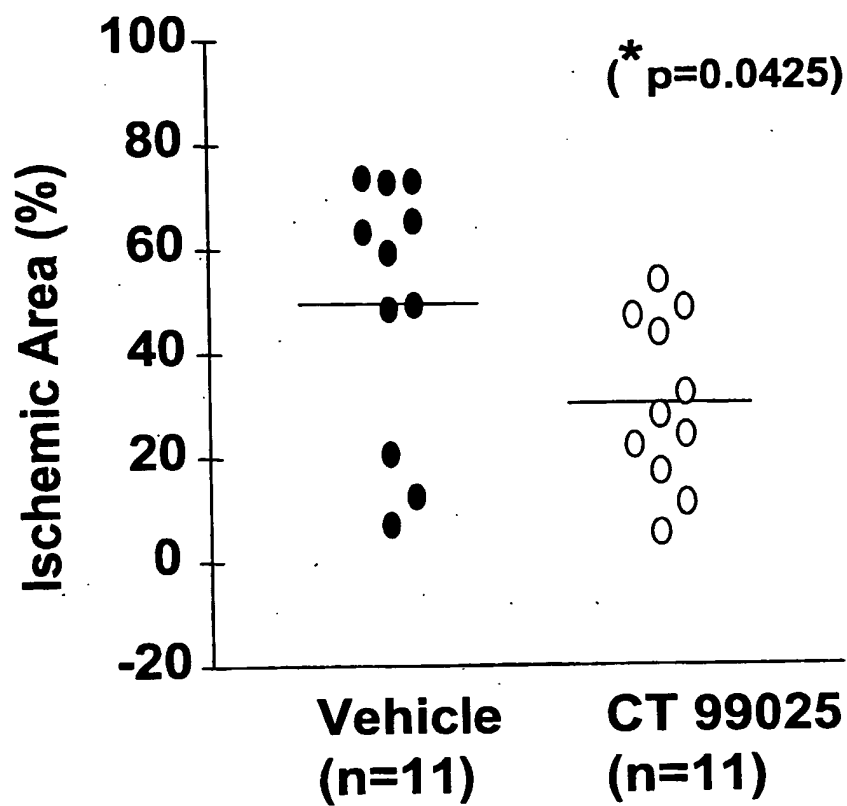 100
(*p=0.0425)
80
60
40
20
0
-20
Ischemic Area (%)
Vehicle
(n=11)
CT 99025
(n=11)